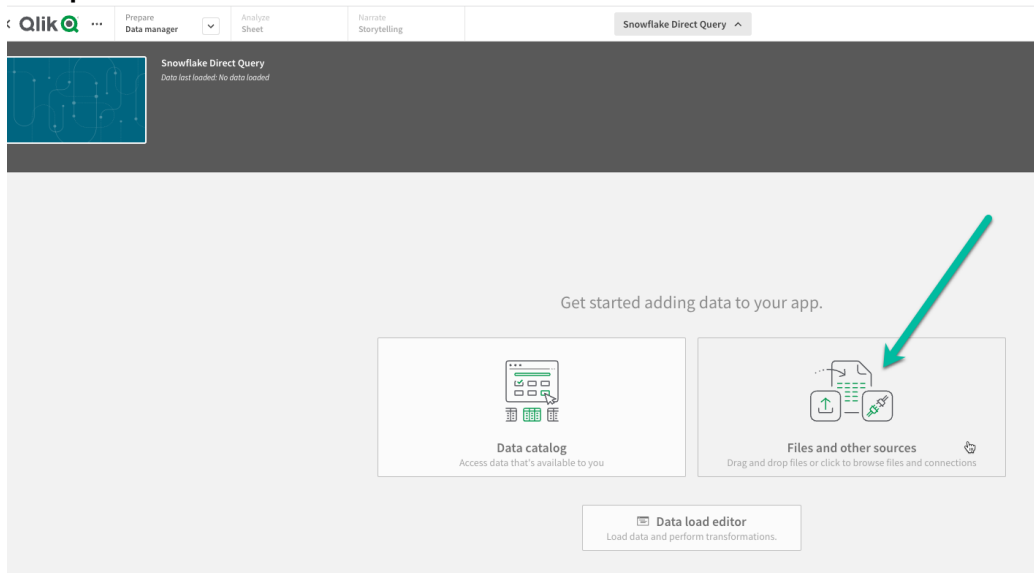 Qlik
Prepare
Data manager
Analyze
Sheet
Narrate
Storytelling
Snowflake Direct Query
Snowflake Direct Query
Data last loaded: No data loaded
Get started adding data to your app.
Data catalog
Access data that's available to you
Files and other sources
Drag and drop files or click to browse files and connections
Data load editor
Load data and perform transformations.